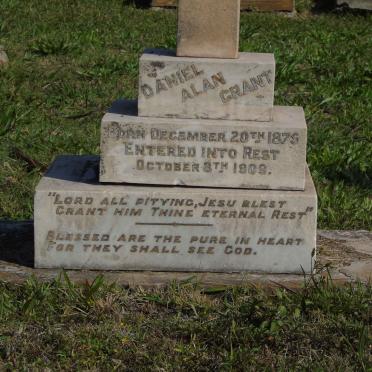 DANIEL
ALAN
GRANT
BORN DECEMBER 20TH 1875
ENTERED INTO REST
OCTOBER 8TH 1909.
"LORD ALL PITYING, JESU BLEST
GRANT HIM THINE ETERNAL REST"
BLESSED ARE THE PURE IN HEART
FOR THEY SHALL SEE GOD.